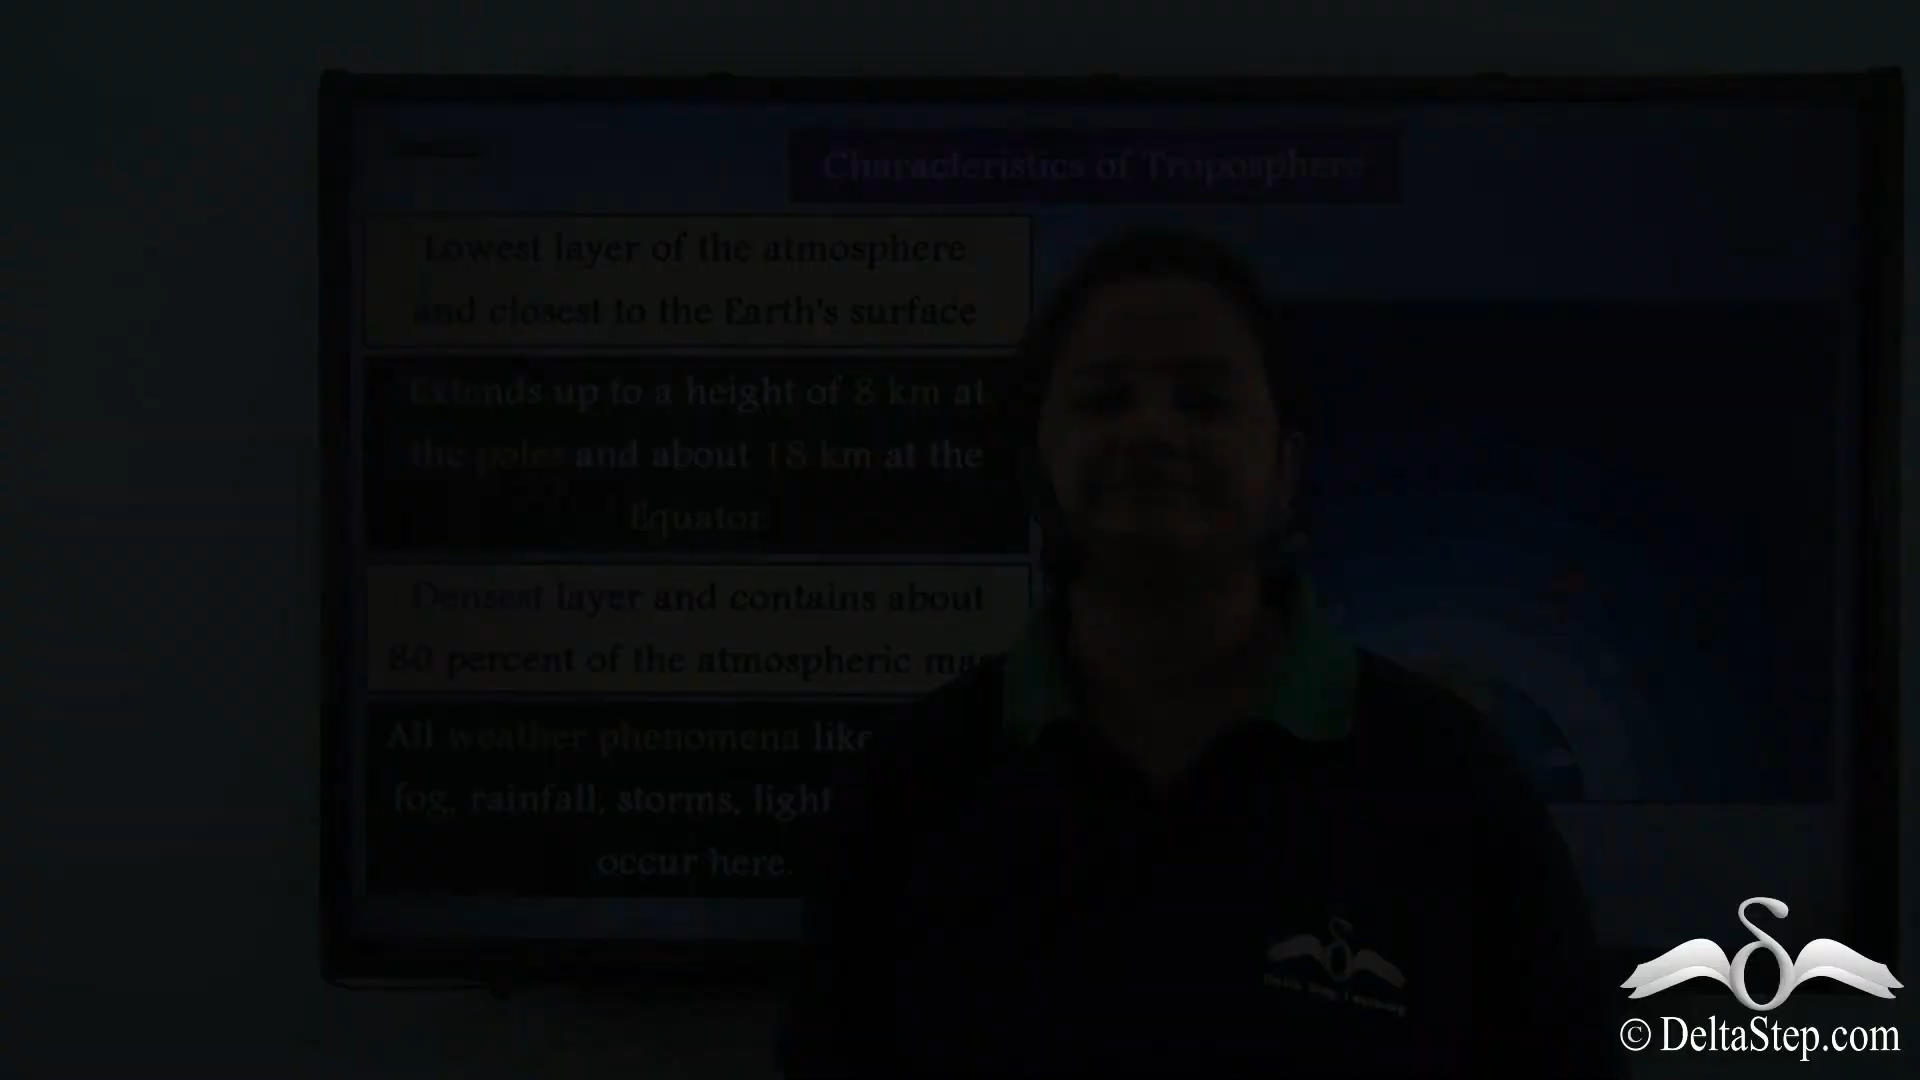 Characteristics of Troposphere
Lowest layer of the atmosphere
and closest to the Earth's surface
Extends up to a height of 8 km at
the poles and about 18 km at the
Equator
Densest layer and contains about
80 percent of the atmospheric
All weather phenomena like
fog, rainfall, storms, light
occur here.
© DeltaStep.com